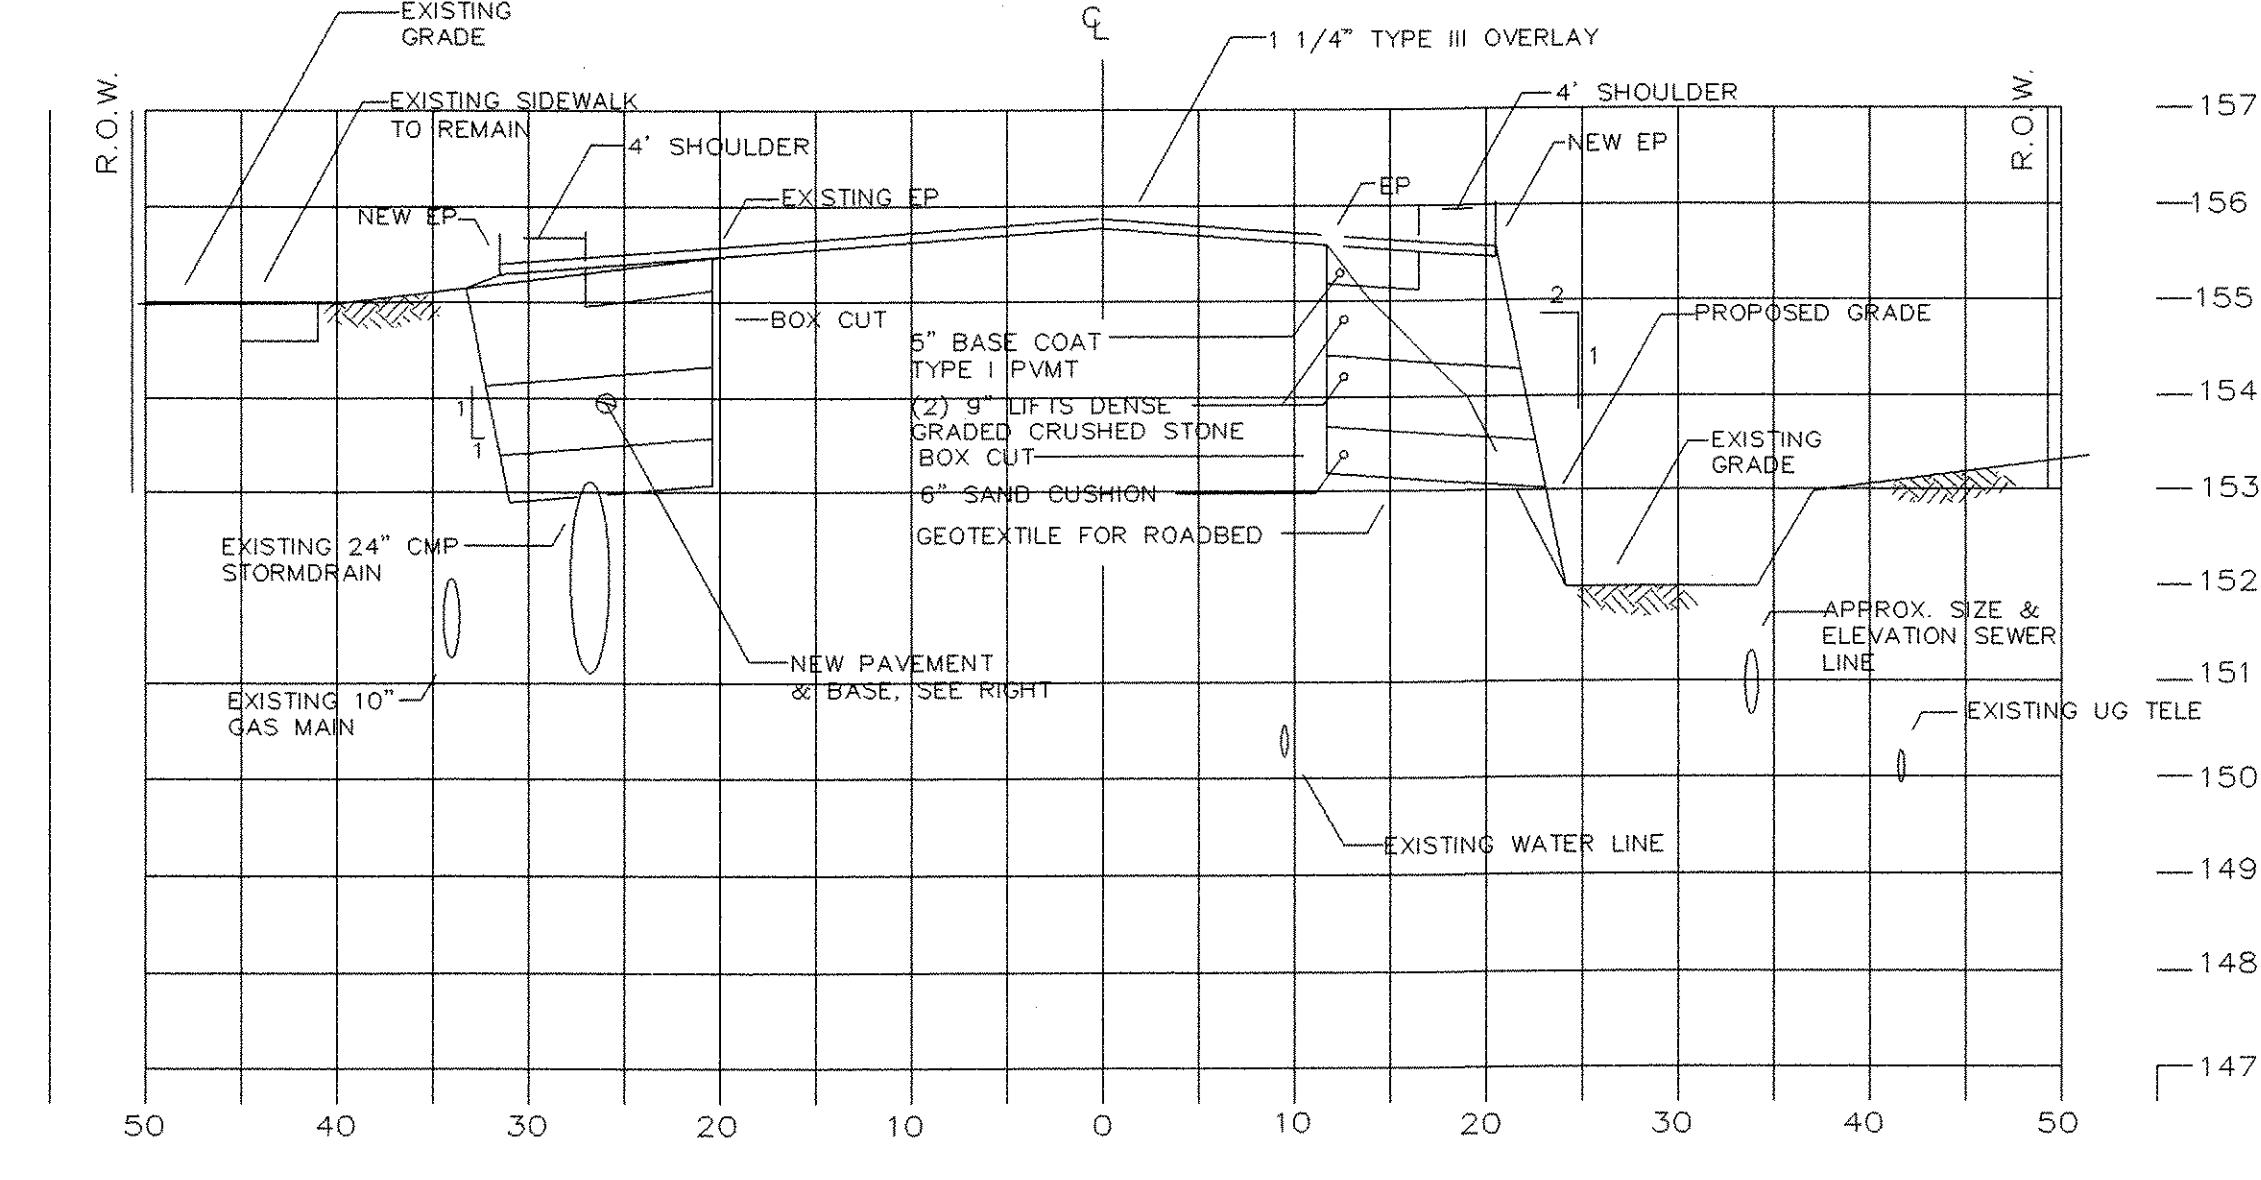 EXISTING
GRADE
℄
1 1/4" TYPE III OVERLAY
R.O.W.
EXISTING SIDEWALK
TO REMAIN
4' SHOULDER
R.O.W.
157
4' SHOULDER
NEW EP
EXISTING EP
EP
NEW EP
156
2
155
BOX CUT
PROPOSED GRADE
5" BASE COAT
TYPE I PVMT
1
154
1
1
(2) 9" LIFTS DENSE
GRADED CRUSHED STONE
BOX CUT
EXISTING
GRADE
6" SAND CUSHION
153
GEOTEXTILE FOR ROADBED
EXISTING 24" CMP
STORMDRAIN
152
APPROX. SIZE &
ELEVATION SEWER
LINE
NEW PAVEMENT
& BASE, SEE RIGHT
151
EXISTING 10"
GAS MAIN
EXISTING UG TELE
150
EXISTING WATER LINE
149
148
147
50 40 30 20 10 0 10 20 30 40 50